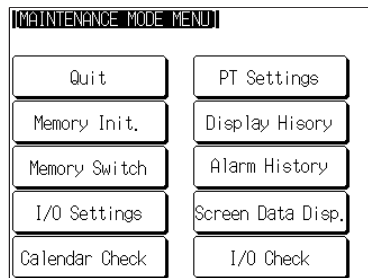 [MAINTENANCE MODE MENU]
Quit
PT Settings
Memory Init.
Display Hisory
Memory Switch
Alarm History
I/O Settings
Screen Data Disp.
Calendar Check
I/O Check